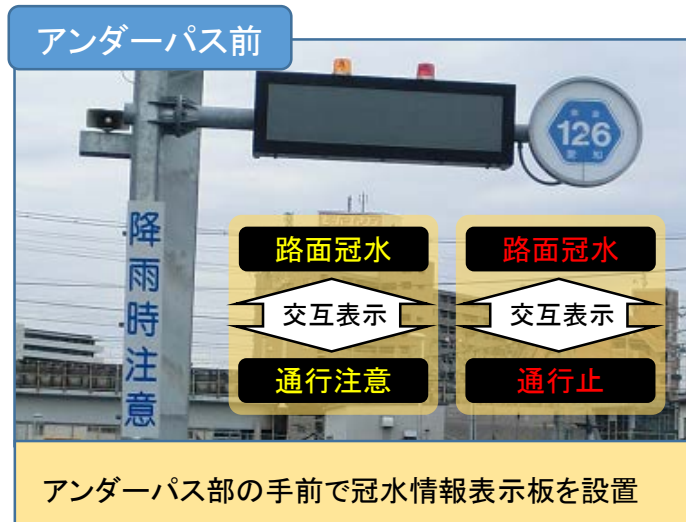 アンダーパス前
126
愛知
降雨時注意
路面冠水
交互表示
通行注意
路面冠水
交互表示
通行止
アンダーパス部の手前で冠水情報表示板を設置